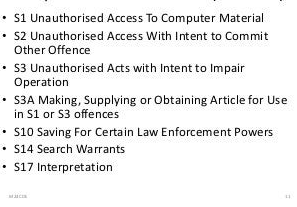 • S1 Unauthorised Access To Computer Material
• S2 Unauthorised Access With Intent to Commit
Other Offence
• S3 Unauthorised Acts with Intent to Impair
Operation
• S3A Making, Supplying or Obtaining Article for Use
in S1 or S3 offences
• S10 Saving For Certain Law Enforcement Powers
• S14 Search Warrants
• S17 Interpretation